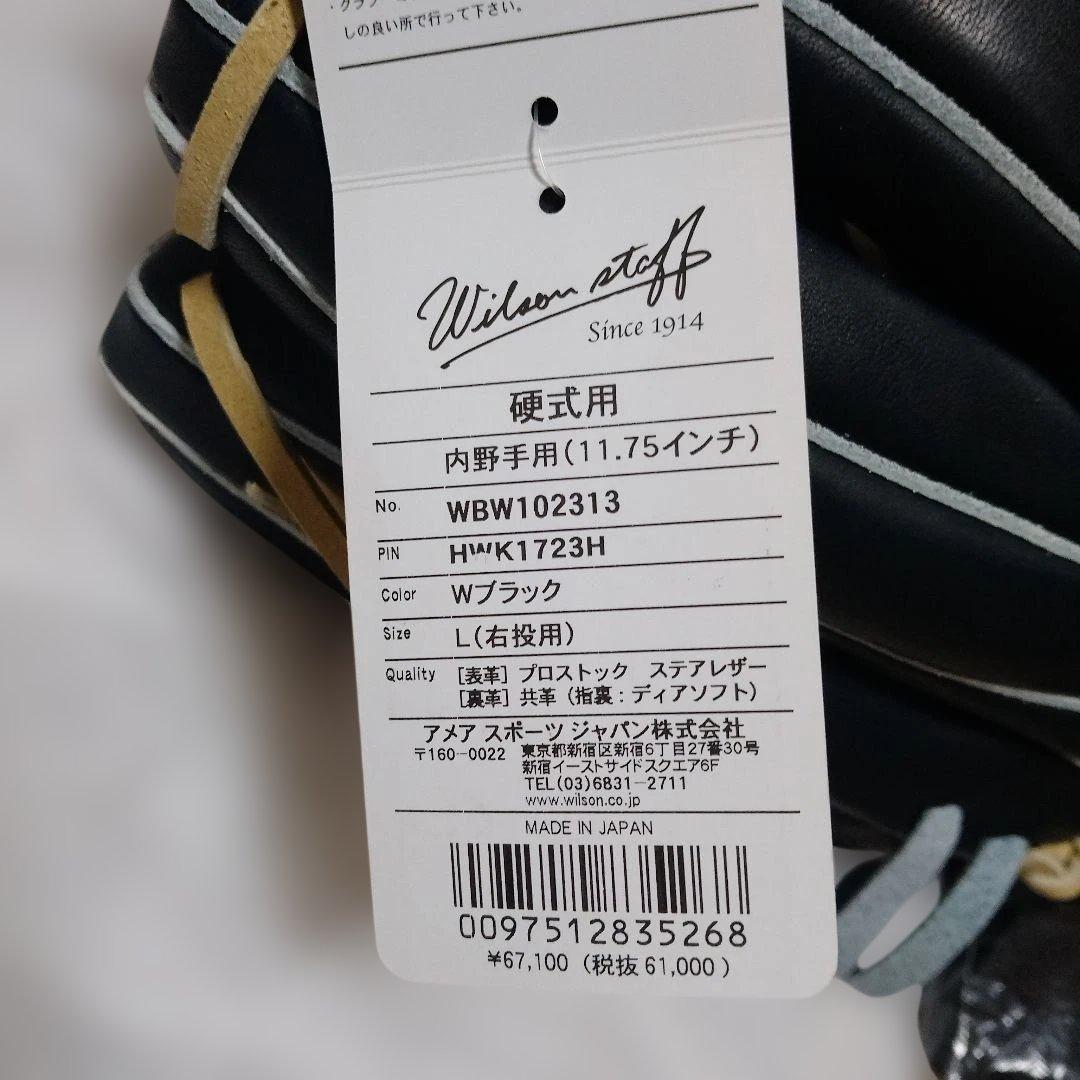 しの良い所で行って下さい。
Wilson staff
Since 1914
硬式用
内野手用(11.75インチ)
No. WBW102313
PIN HWK1723H
Color Wブラック
Size L(右投用)
Quality [表革] プロストック ステアレザー
[裏革] 共革 (指裏:ディアソフト)
アメア スポーツ ジャパン株式会社
〒160-0022 東京都新宿区新宿6丁目27番30号
新宿イーストサイドスクエア6F
TEL(03)6831-2711
www.wilson.co.jp
MADE IN JAPAN
0097512835268
¥67,100 (税抜 61,000)